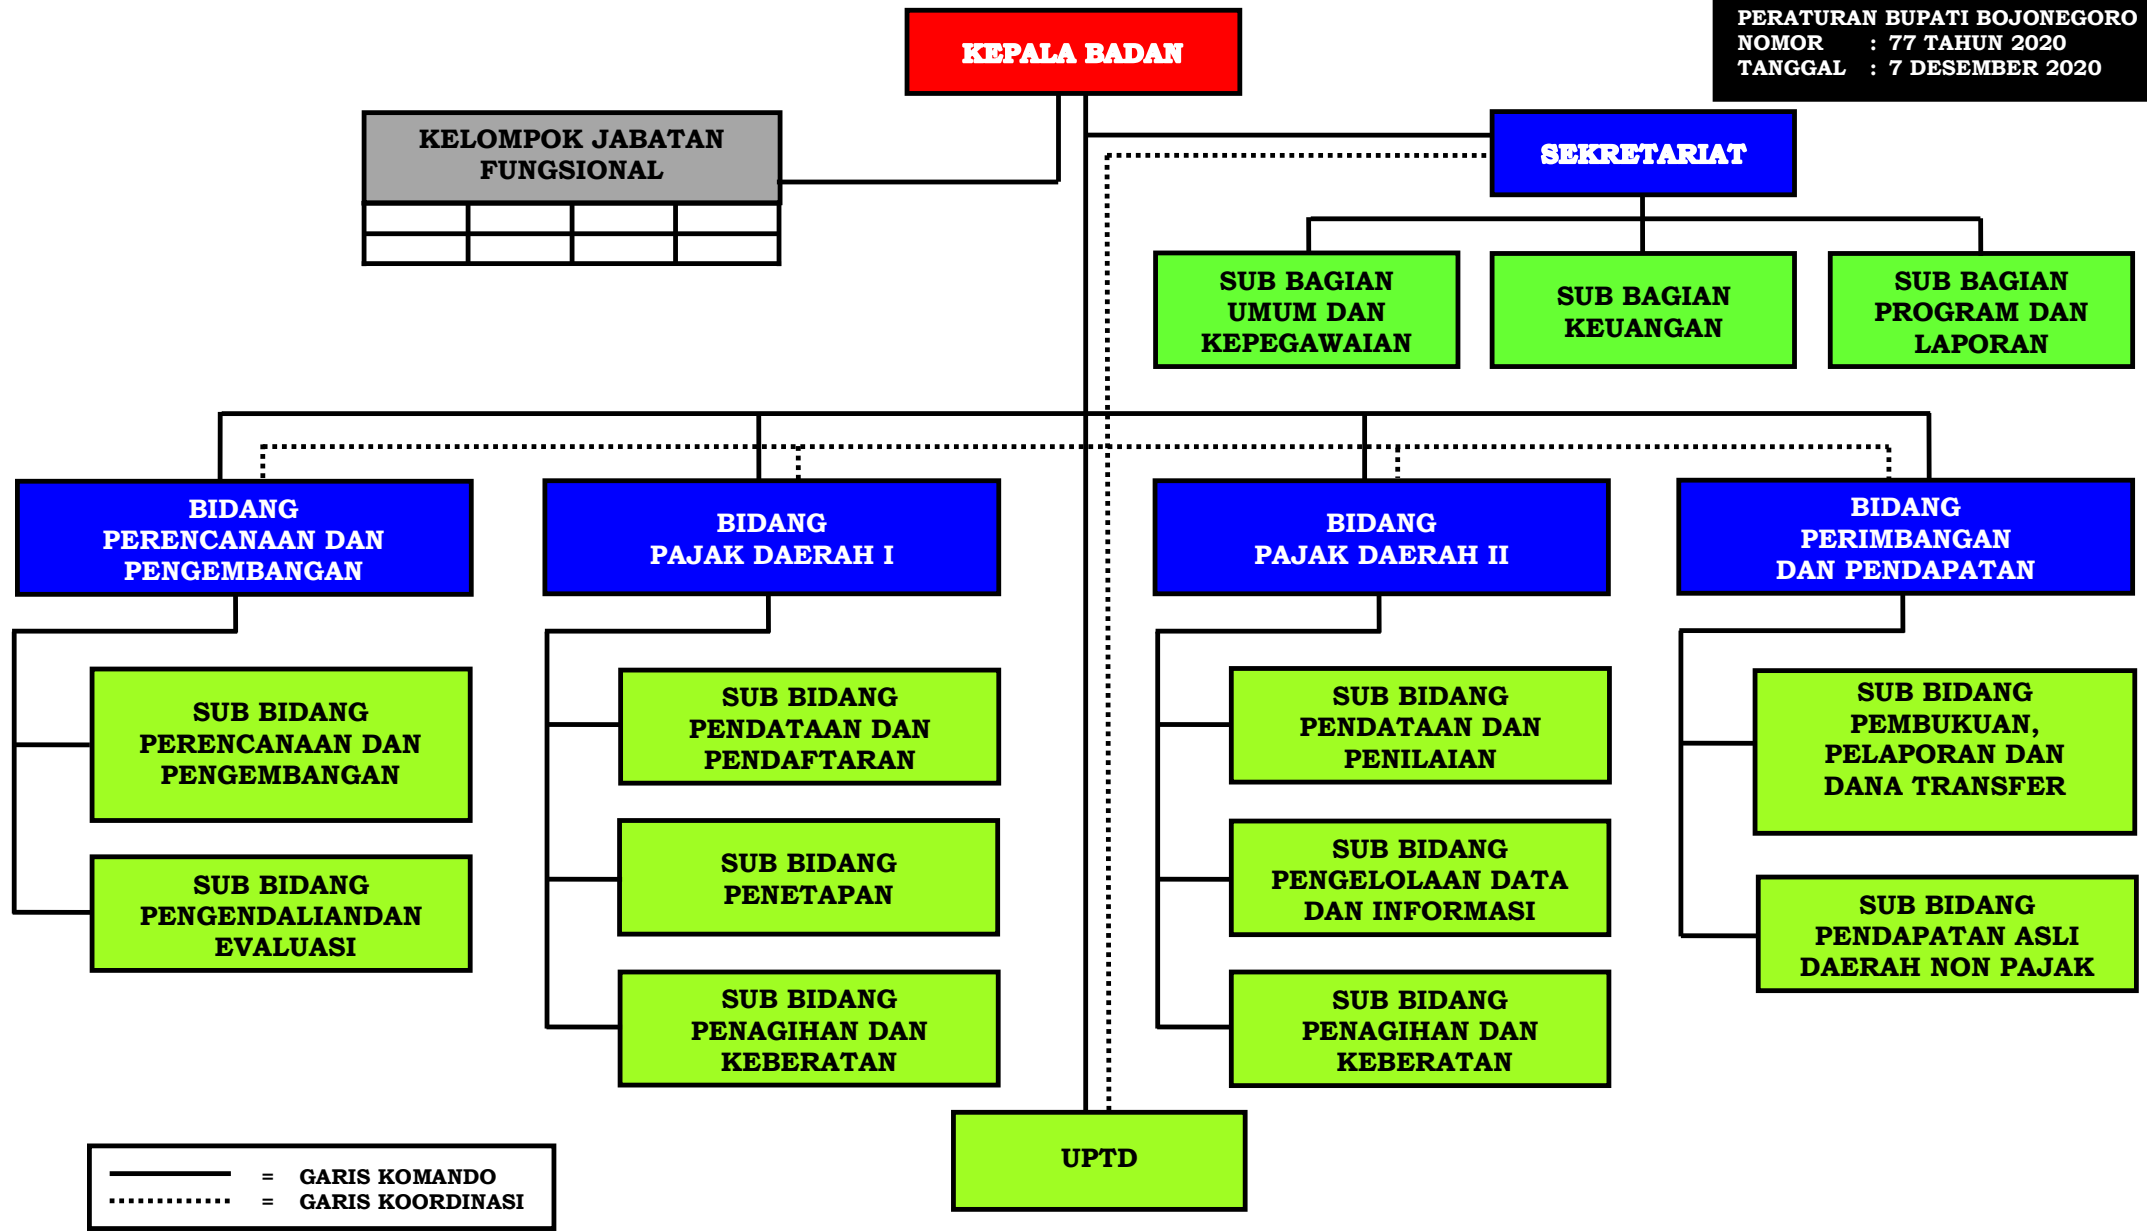 PERATURAN BUPATI BOJONEGORO
NOMOR : 77 TAHUN 2020
TANGGAL : 7 DESEMBER 2020
KEPALA BADAN
KELOMPOK JABATAN
FUNGSIONAL
SEKRETARIAT
SUB BAGIAN
UMUM DAN
KEPEGAWAIAN
SUB BAGIAN
KEUANGAN
SUB BAGIAN
PROGRAM DAN
LAPORAN
BIDANG
PERENCANAAN DAN
PENGEMBANGAN
BIDANG
PAJAK DAERAH I
BIDANG
PAJAK DAERAH II
BIDANG
PERIMBANGAN
DAN PENDAPATAN
SUB BIDANG
PERENCANAAN DAN
PENGEMBANGAN
SUB BIDANG
PENGENDALIANDAN
EVALUASI
SUB BIDANG
PENDATAAN DAN
PENDAFTARAN
SUB BIDANG
PENETAPAN
SUB BIDANG
PENAGIHAN DAN
KEBERATAN
SUB BIDANG
PENDATAAN DAN
PENILAIAN
SUB BIDANG
PENGELOLAAN DATA
DAN INFORMASI
SUB BIDANG
PENAGIHAN DAN
KEBERATAN
SUB BIDANG
PEMBUKUAN,
PELAPORAN DAN
DANA TRANSFER
SUB BIDANG
PENDAPATAN ASLI
DAERAH NON PAJAK
UPTD
= GARIS KOMANDO
= GARIS KOORDINASI